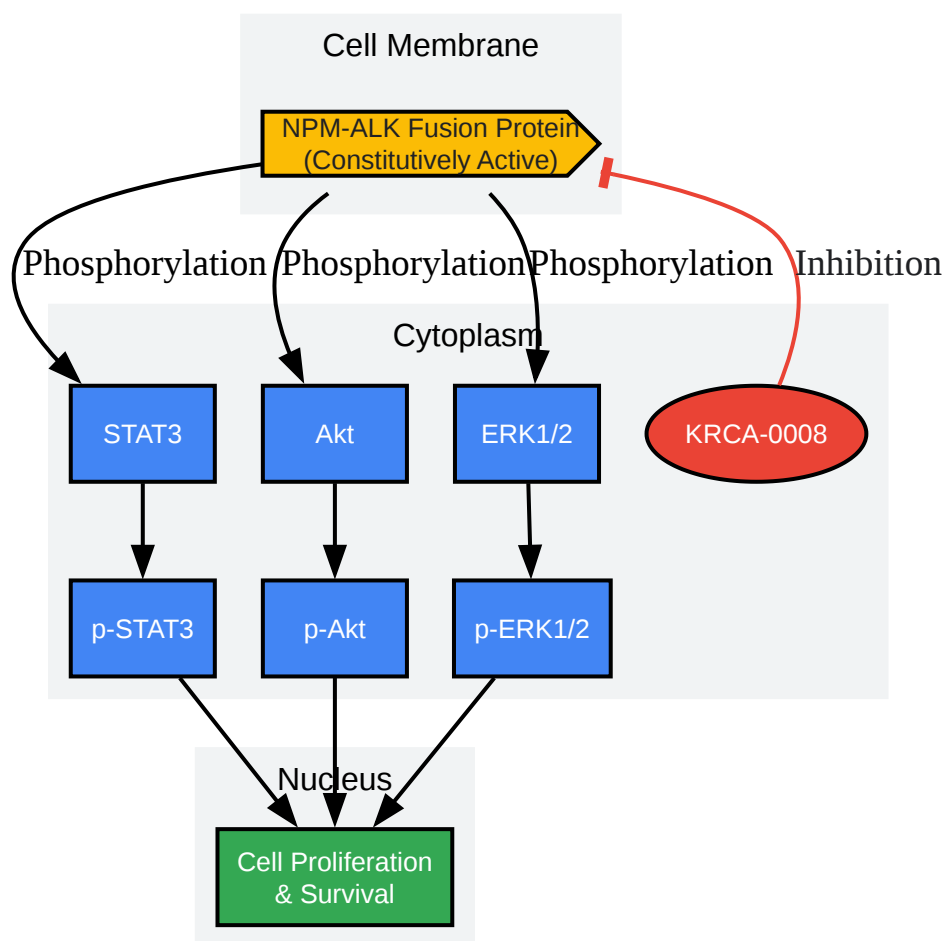 Cell Membrane
NPM-ALK Fusion Protein
(Constitutively Active)
Phosphorylation
Phosphorylation
Phosphorylation
Inhibition
Cytoplasm
STAT3
Akt
ERK1/2
KRCA-0008
p-STAT3
p-Akt
p-ERK1/2
Nucleus
Cell Proliferation
& Survival